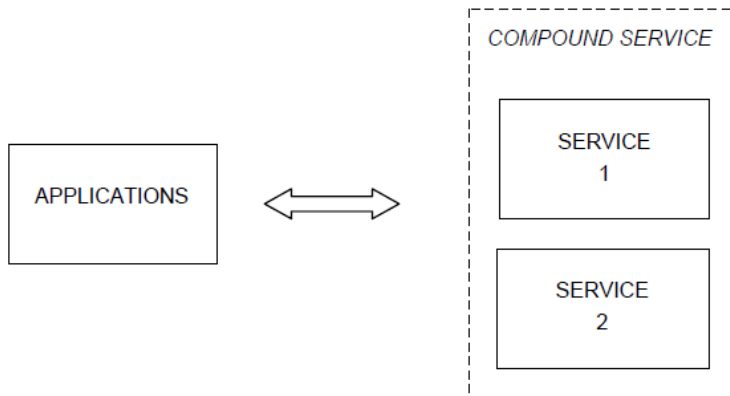 COMPOUND SERVICE
APPLICATIONS
SERVICE
1
SERVICE
2